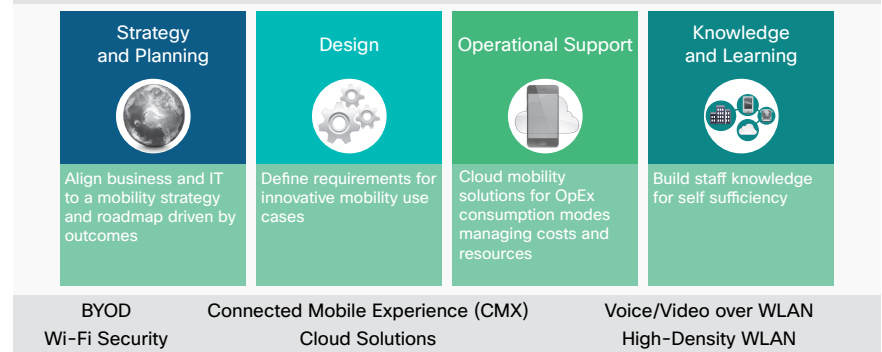 Strategy
and Planning
Design
Operational Support
Knowledge
and Learning
Align business and IT
to a mobility strategy
and roadmap driven by
outcomes
Define requirements for
innovative mobility use
cases
Cloud mobility
solutions for OpEx
consumption modes
managing costs and
resources
Build staff knowledge
for self sufficiency
BYOD Connected Mobile Experience (CMX) Voice/Video over WLAN
Wi-Fi Security Cloud Solutions High-Density WLAN